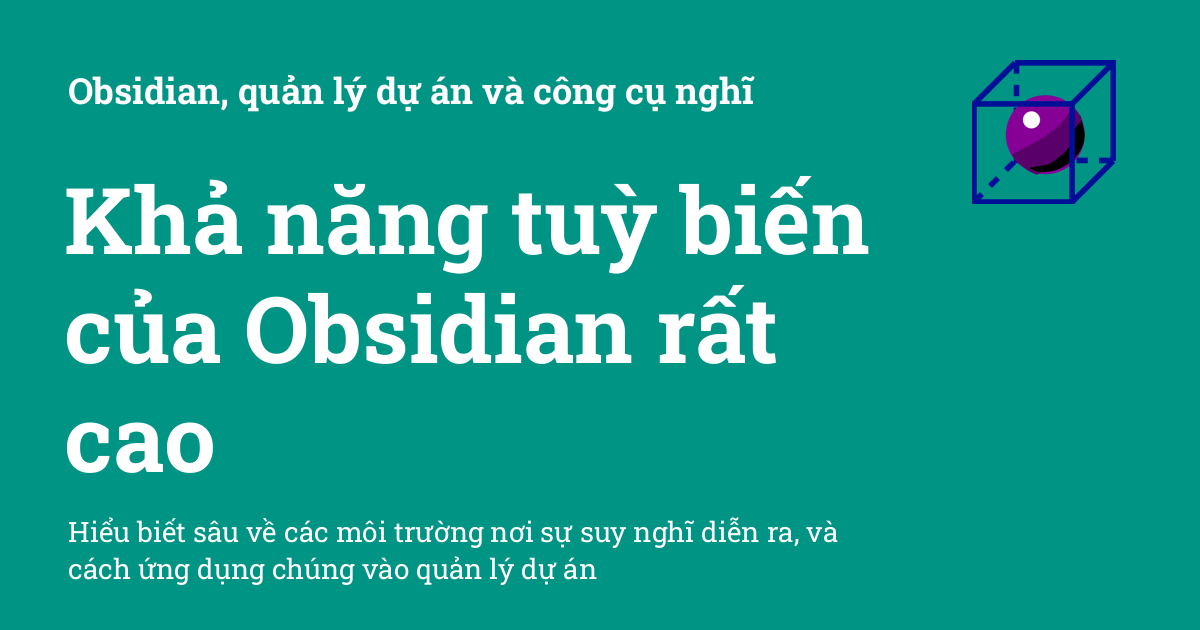 Obsidian, quản lý dự án và công cụ nghĩ
Khả năng tuỳ biến
của Obsidian rất
cao
Hiểu biết sâu về các môi trường nơi sự suy nghĩ diễn ra, và
cách ứng dụng chúng vào quản lý dự án